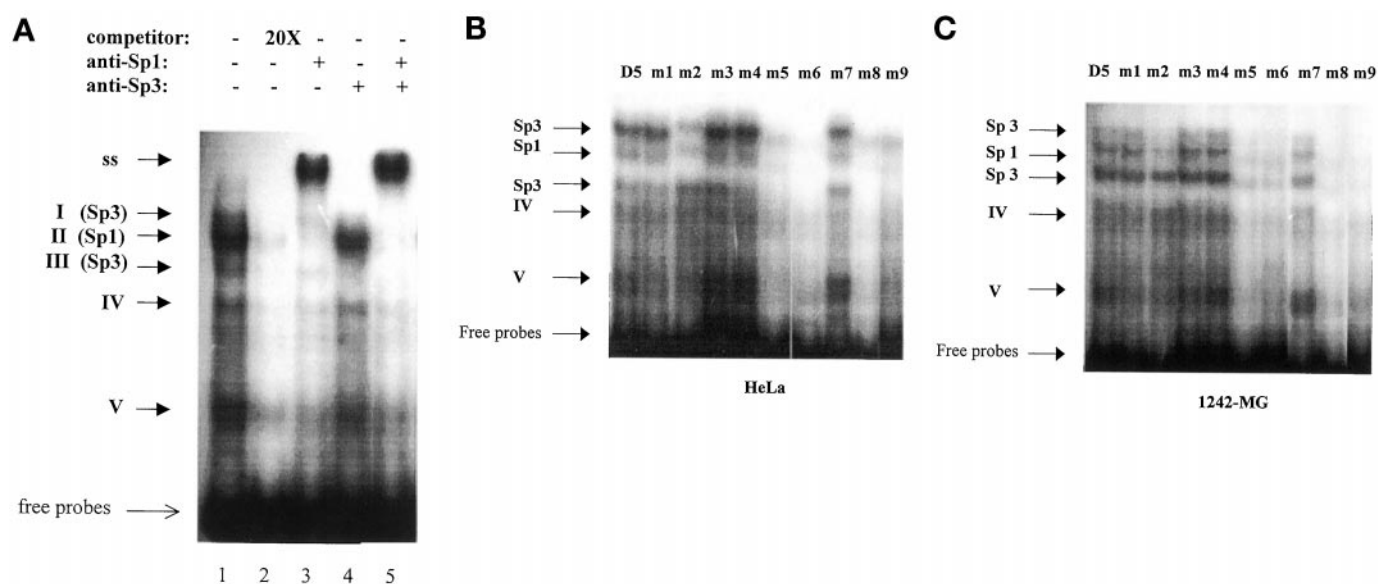 A
competitor: - 20X - - -
anti-Sp1: - - + - +
anti-Sp3: - - - + +
ss
I (Sp3)
II (Sp1)
III (Sp3)
IV
V
free probes
1 2 3 4 5
B
D5 m1 m2 m3 m4 m5 m6 m7 m8 m9
Sp3
Sp1
Sp3
IV
V
Free probes
HeLa
C
D5 m1 m2 m3 m4 m5 m6 m7 m8 m9
Sp 3
Sp 1
Sp 3
IV
V
Free probes
1242-MG